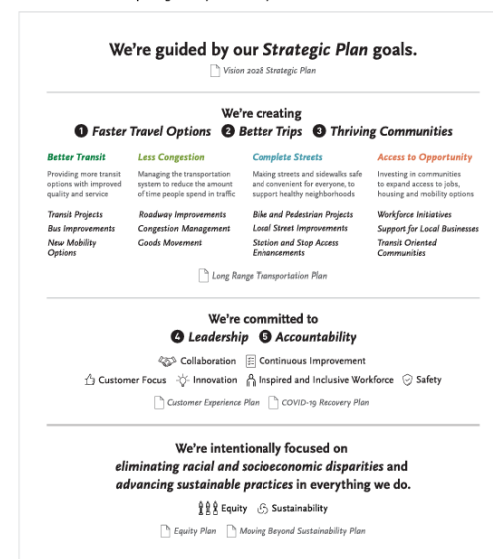 We're guided by our Strategic Plan goals.
Vision 2028 Strategic Plan
We're creating
1 Faster Travel Options 2 Better Trips 3 Thriving Communities
Better Transit
Providing more transit
options with improved
quality and service
Transit Projects
Bus Improvements
New Mobility
Options
Less Congestion
Managing the transportation
system to reduce the amount
of time people spend in traffic
Roadway Improvements
Congestion Management
Goods Movement
Complete Streets
Making streets and sidewalks safe
and convenient for everyone, to
support healthy neighborhoods
Bike and Pedestrian Projects
Local Street Improvements
Station and Stop Access
Enhancements
Access to Opportunity
Investing in communities
to expand access to jobs,
housing and mobility options
Workforce Initiatives
Support for Local Businesses
Transit Oriented
Communities
Long Range Transportation Plan
We're committed to
4 Leadership 5 Accountability
Collaboration Continuous Improvement
Customer Focus Innovation Inspired and Inclusive Workforce Safety
Customer Experience Plan COVID-19 Recovery Plan
We're intentionally focused on
eliminating racial and socioeconomic disparities and
advancing sustainable practices in everything we do.
Equity Sustainability
Equity Plan Moving Beyond Sustainability Plan